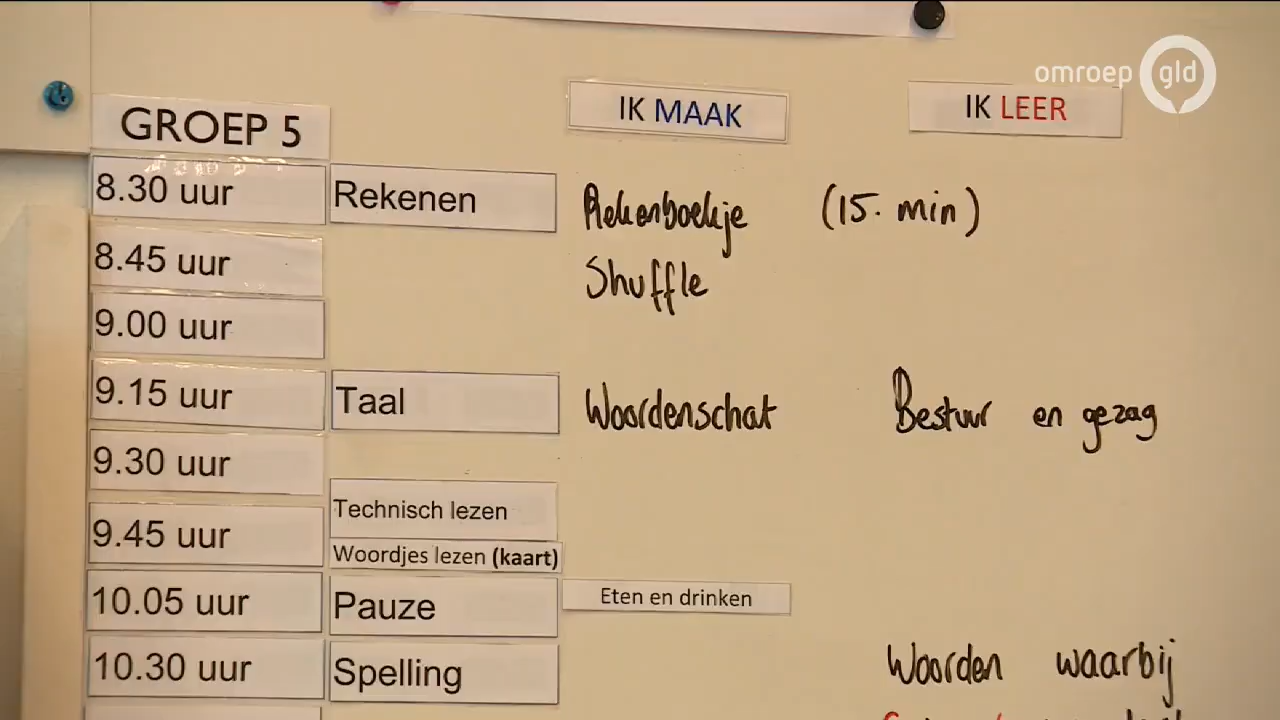 omroep gld
GROEP 5 IK MAAK IK LEER
8.30 uur Rekenen Rekenboekje (15. min)
8.45 uur Shuffle
9.00 uur
9.15 uur Taal Woordenschat Bestuur en gezag
9.30 uur
Technisch lezen
9.45 uur
Woordjes lezen (kaart)
10.05 uur Pauze Eten en drinken
10.30 uur Spelling Woorden waarbij